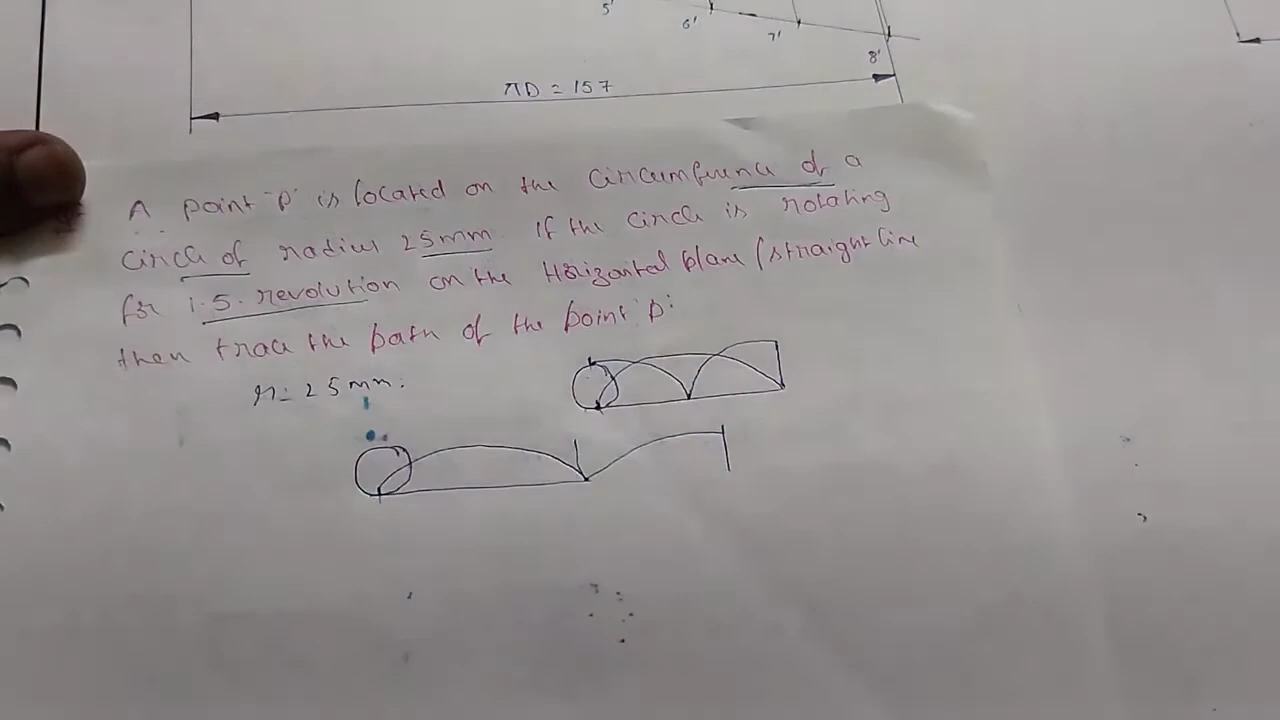 5'
6'
7'
8'
πD = 157
A point 'P' is located on the circumference of a
circle of radius 25mm If the circle is rotating
for 1.5. revolution on the Horizontal plane / straight line
then trace the path of the point 'P'
r = 25mm.